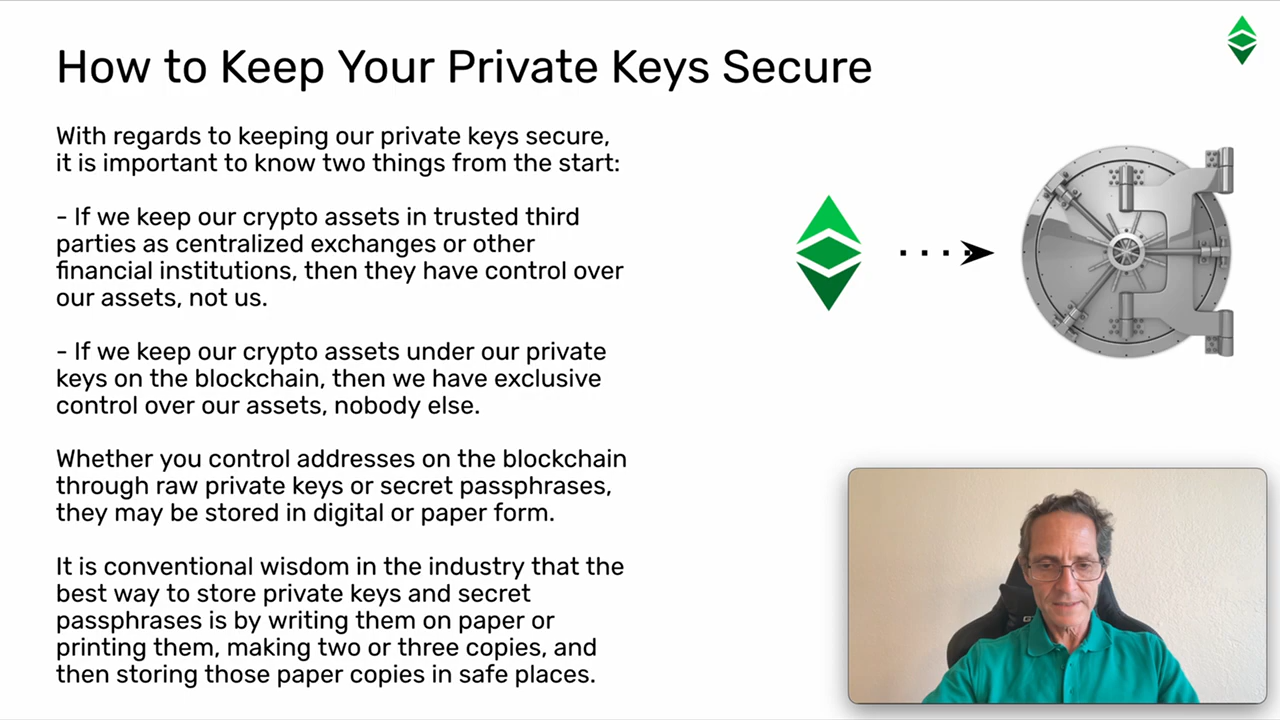 How to Keep Your Private Keys Secure
With regards to keeping our private keys secure,
it is important to know two things from the start:
- If we keep our crypto assets in trusted third
parties as centralized exchanges or other
financial institutions, then they have control over
our assets, not us.
- If we keep our crypto assets under our private
keys on the blockchain, then we have exclusive
control over our assets, nobody else.
Whether you control addresses on the blockchain
through raw private keys or secret passphrases,
they may be stored in digital or paper form.
It is conventional wisdom in the industry that the
best way to store private keys and secret
passphrases is by writing them on paper or
printing them, making two or three copies, and
then storing those paper copies in safe places.